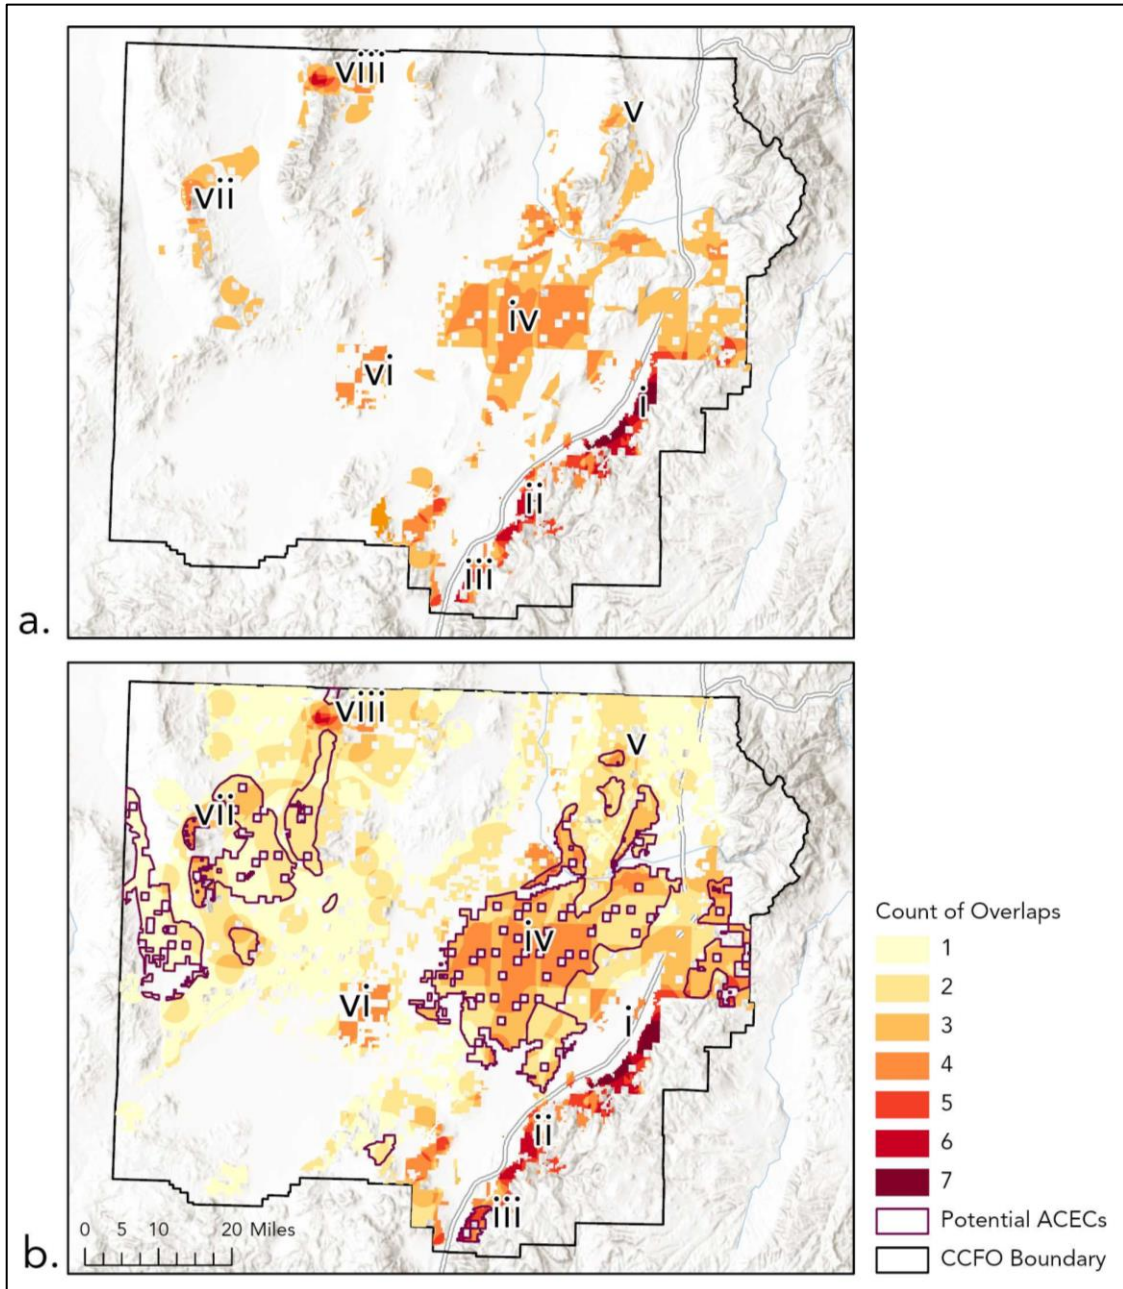 viii
v
vii
iv
vi
i
ii
iii
a.
viii
v
vii
iv
vi
i
ii
iii
0 5 10 20 Miles
b.
Count of Overlaps
1
2
3
4
5
6
7
Potential ACECs
CCFO Boundary